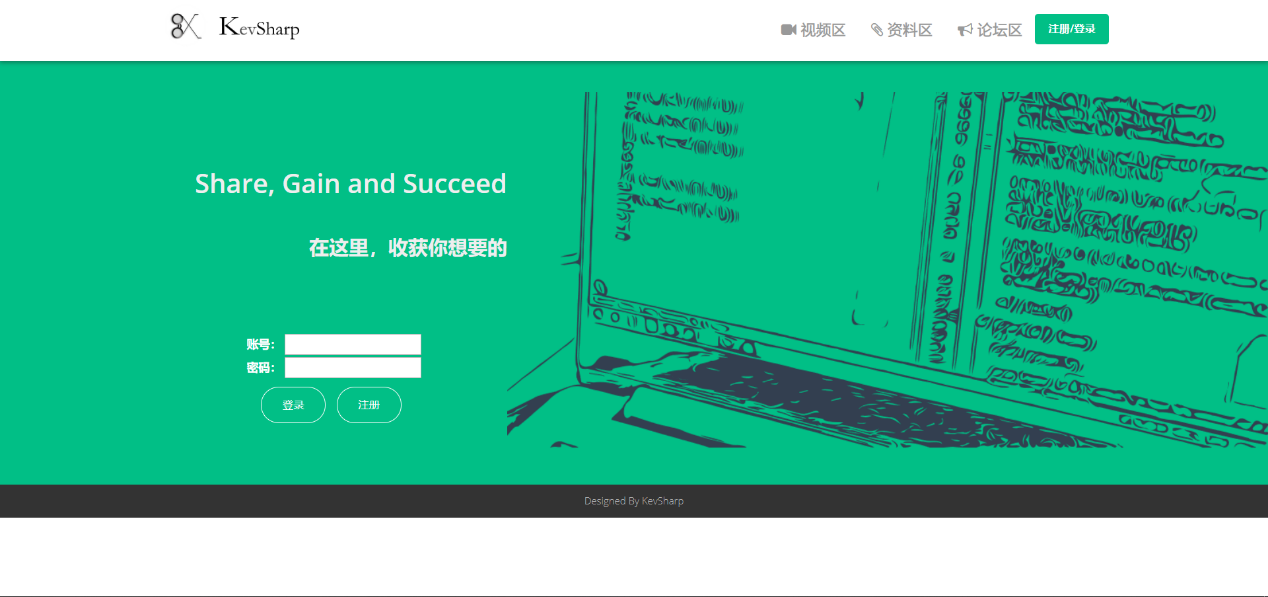 KevSharp
视频区 资料区 论坛区 注册/登录
Share, Gain and Succeed
在这里，收获你想要的
账号：
密码：
登录 注册
Designed By KevSharp